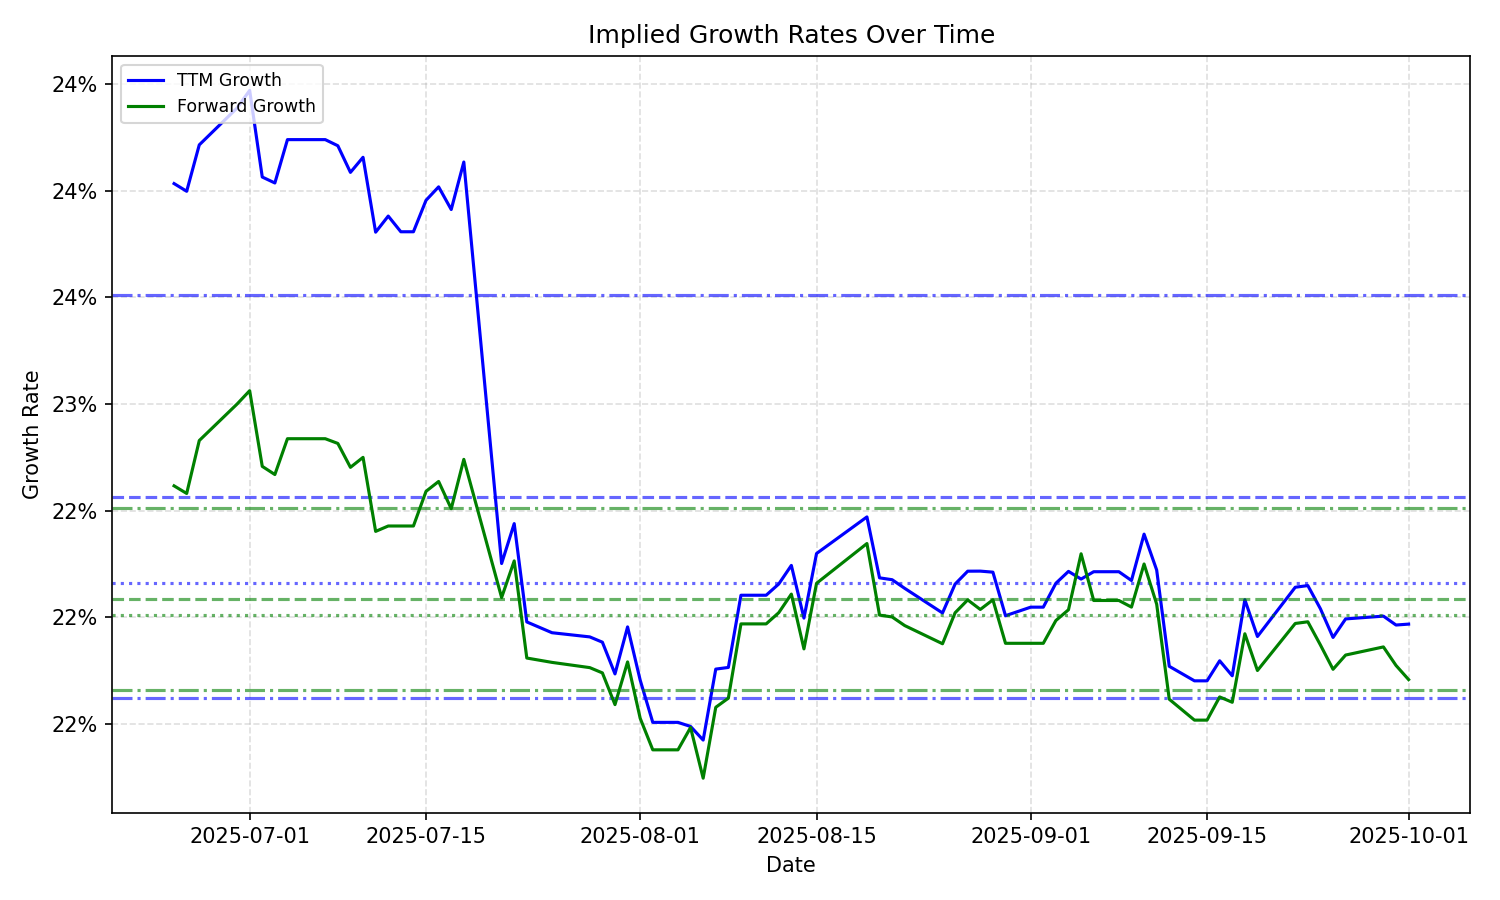 Implied Growth Rates Over Time
TTM Growth
Forward Growth
24%
24%
24%
23%
22%
22%
22%
Growth Rate
2025-07-01
2025-07-15
2025-08-01
2025-08-15
2025-09-01
2025-09-15
2025-10-01
Date